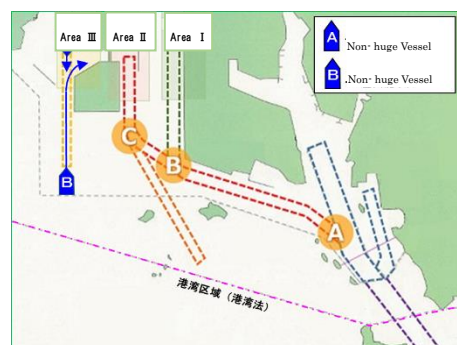 Area Ⅲ
Area Ⅱ
Area Ⅰ
A
Non- huge Vessel
B
.Non- huge Vessel
C
B
B
A
港湾区域（港湾法）